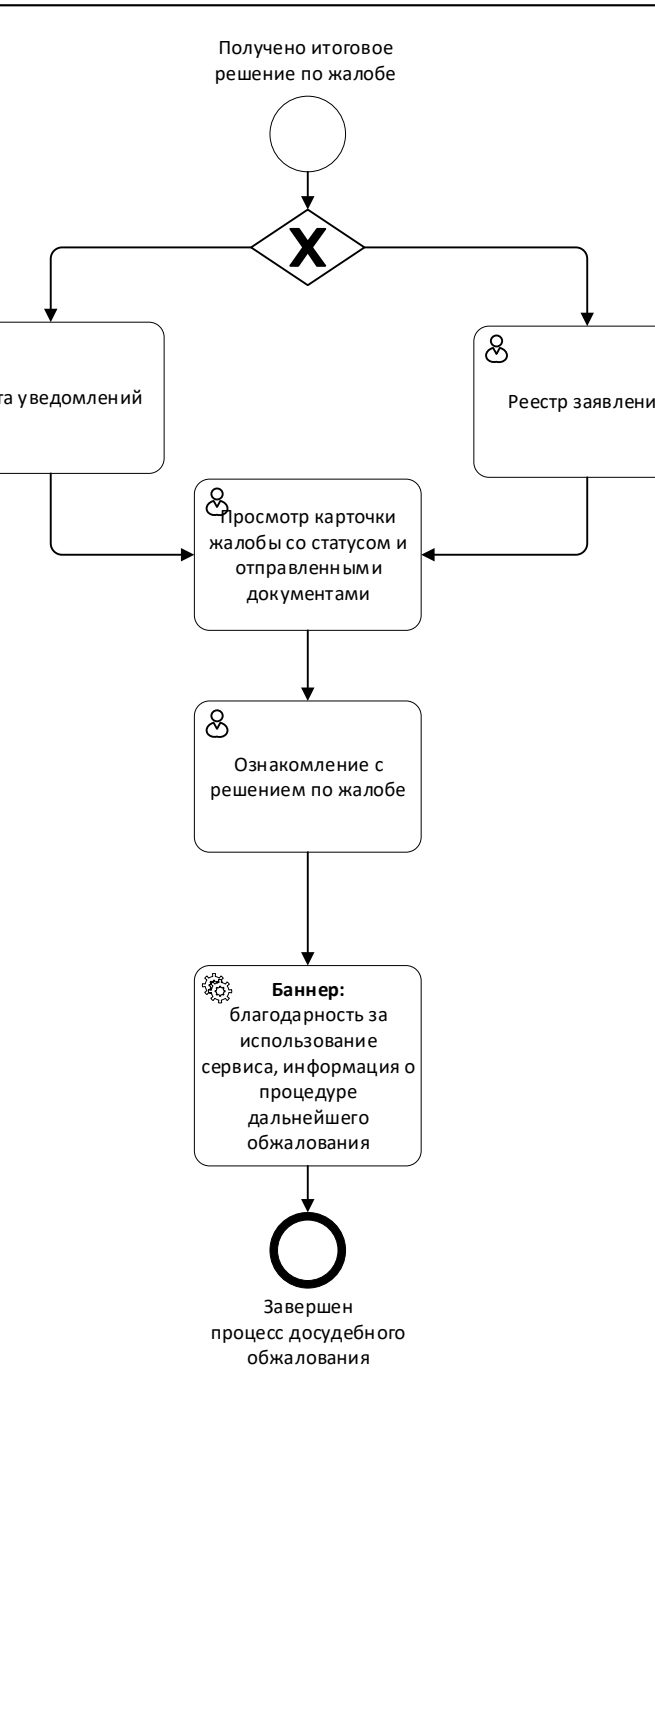 Получено итоговое
решение по жалобе
X
та уведомлений
Реестр заявлени
Просмотр карточки
жалобы со статусом и
отправленными
документами
Ознакомление с
решением по жалобе
Баннер:
благодарность за
использование
сервиса, информация о
процедуре
дальнейшего
обжалования
Завершен
процесс досудебного
обжалования